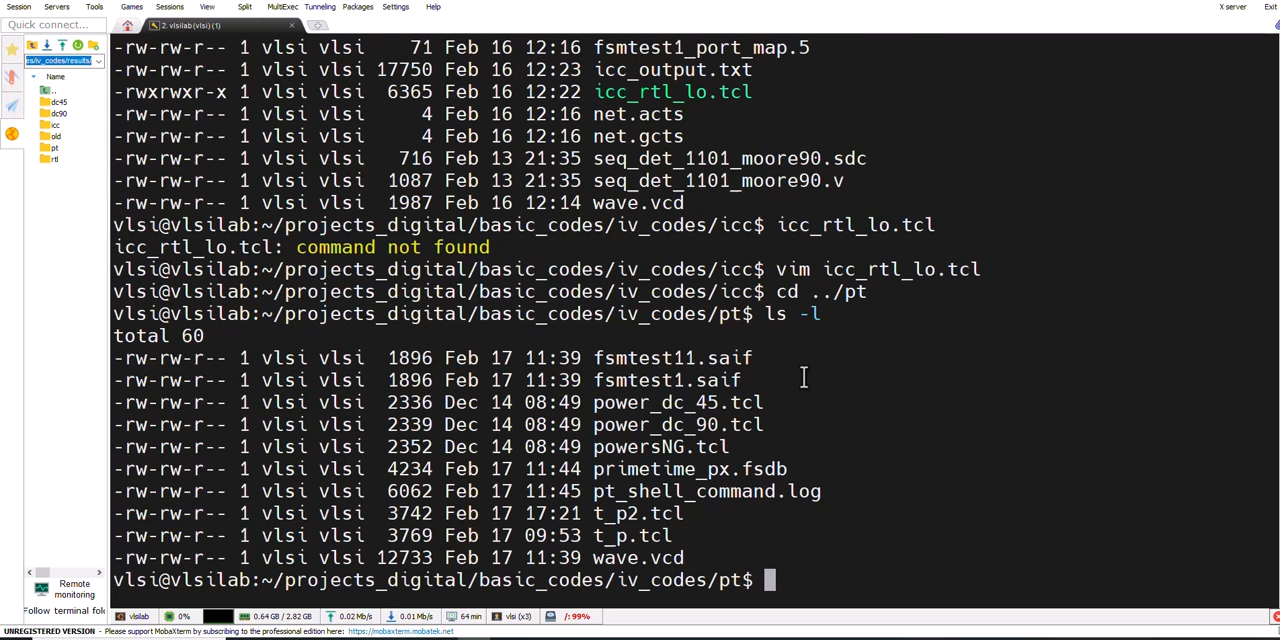 Session Servers Tools Games Sessions View Split MultiExec Tunneling Packages Settings Help X server Exit
Quick connect... 2. vlsilab(vlsi) (1)
es/iv_codes/results/
Name
..
dc45
dc90
icc
old
pt
rtl
-rw-rw-r-- 1 vlsi vlsi 71 Feb 16 12:16 fsmtest1_port_map.5
-rw-rw-r-- 1 vlsi vlsi 17750 Feb 16 12:23 icc_output.txt
-rwxrwxr-x 1 vlsi vlsi 6365 Feb 16 12:22 icc_rtl_lo.tcl
-rw-rw-r-- 1 vlsi vlsi 4 Feb 16 12:16 net.acts
-rw-rw-r-- 1 vlsi vlsi 4 Feb 16 12:16 net.gcts
-rw-rw-r-- 1 vlsi vlsi 716 Feb 13 21:35 seq_det_1101_moore90.sdc
-rw-rw-r-- 1 vlsi vlsi 1087 Feb 13 21:35 seq_det_1101_moore90.v
-rw-rw-r-- 1 vlsi vlsi 1987 Feb 16 12:14 wave.vcd
vlsi@vlsilab:~/projects_digital/basic_codes/iv_codes/icc$ icc_rtl_lo.tcl
icc_rtl_lo.tcl: command not found
vlsi@vlsilab:~/projects_digital/basic_codes/iv_codes/icc$ vim icc_rtl_lo.tcl
vlsi@vlsilab:~/projects_digital/basic_codes/iv_codes/icc$ cd ../pt
vlsi@vlsilab:~/projects_digital/basic_codes/iv_codes/pt$ ls -l
total 60
-rw-rw-r-- 1 vlsi vlsi 1896 Feb 17 11:39 fsmtest11.saif
-rw-rw-r-- 1 vlsi vlsi 1896 Feb 17 11:39 fsmtest1.saif
-rw-rw-r-- 1 vlsi vlsi 2336 Dec 14 08:49 power_dc_45.tcl
-rw-rw-r-- 1 vlsi vlsi 2339 Dec 14 08:49 power_dc_90.tcl
-rw-rw-r-- 1 vlsi vlsi 2352 Dec 14 08:49 powersNG.tcl
-rw-rw-r-- 1 vlsi vlsi 4234 Feb 17 11:44 primetime_px.fsdb
-rw-rw-r-- 1 vlsi vlsi 6062 Feb 17 11:45 pt_shell_command.log
-rw-rw-r-- 1 vlsi vlsi 3742 Feb 17 17:21 t_p2.tcl
-rw-rw-r-- 1 vlsi vlsi 3769 Feb 17 09:53 t_p.tcl
-rw-rw-r-- 1 vlsi vlsi 12733 Feb 17 11:39 wave.vcd
vlsi@vlsilab:~/projects_digital/basic_codes/iv_codes/pt$
Remote
monitoring
Follow terminal fol
vlsilab 0% 0.64 GB / 2.82 GB 0.02 Mb/s 0.01 Mb/s 64 min vlsi (x3) /: 99%
UNREGISTERED VERSION - Please support MobaXterm by subscribing to the professional edition here: https://mobaxterm.mobatek.net